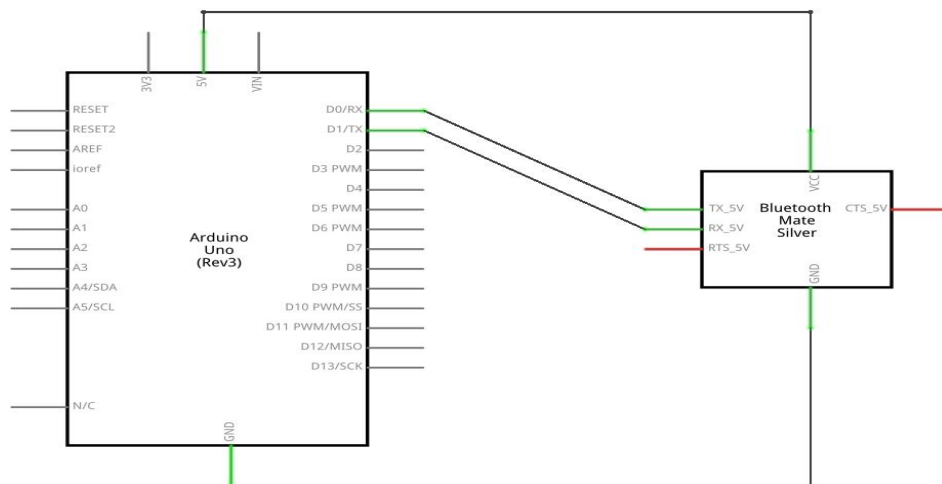 3V3
5V
VIN
RESET
RESET2
AREF
ioref
A0
A1
A2
A3
A4/SDA
A5/SCL
N/C
Arduino
Uno
(Rev3)
D0/RX
D1/TX
D2
D3 PWM
D4
D5 PWM
D6 PWM
D7
D8
D9 PWM
D10 PWM/SS
D11 PWM/MOSI
D12/MISO
D13/SCK
GND
VCC
TX_5V
RX_5V
RTS_5V
Bluetooth
Mate
Silver
CTS_5V
GND